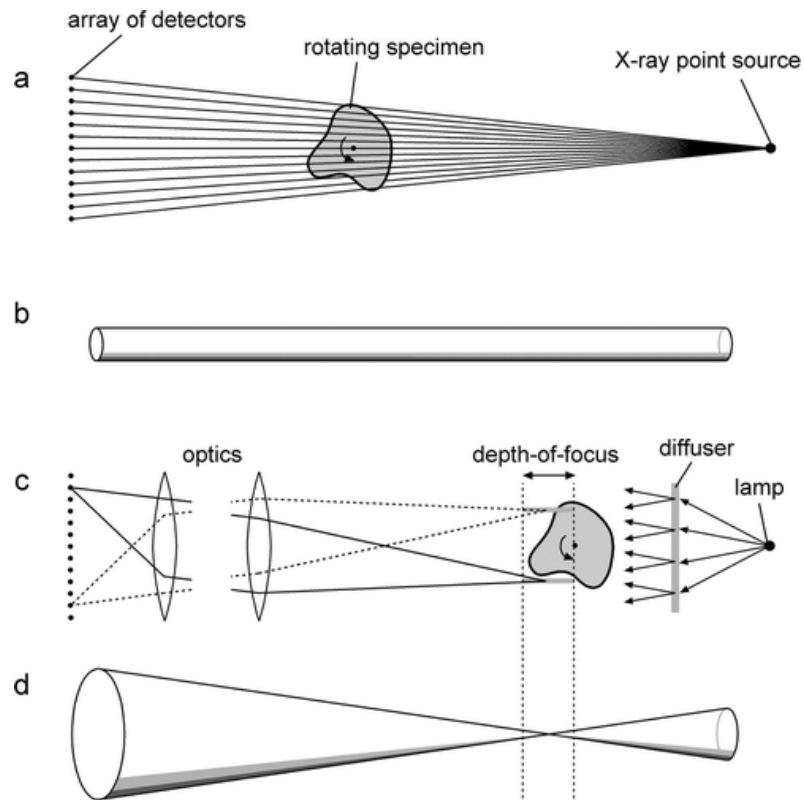 array of detectors
rotating specimen
X-ray point source
a
b
optics
depth-of-focus
diffuser
c
lamp
d